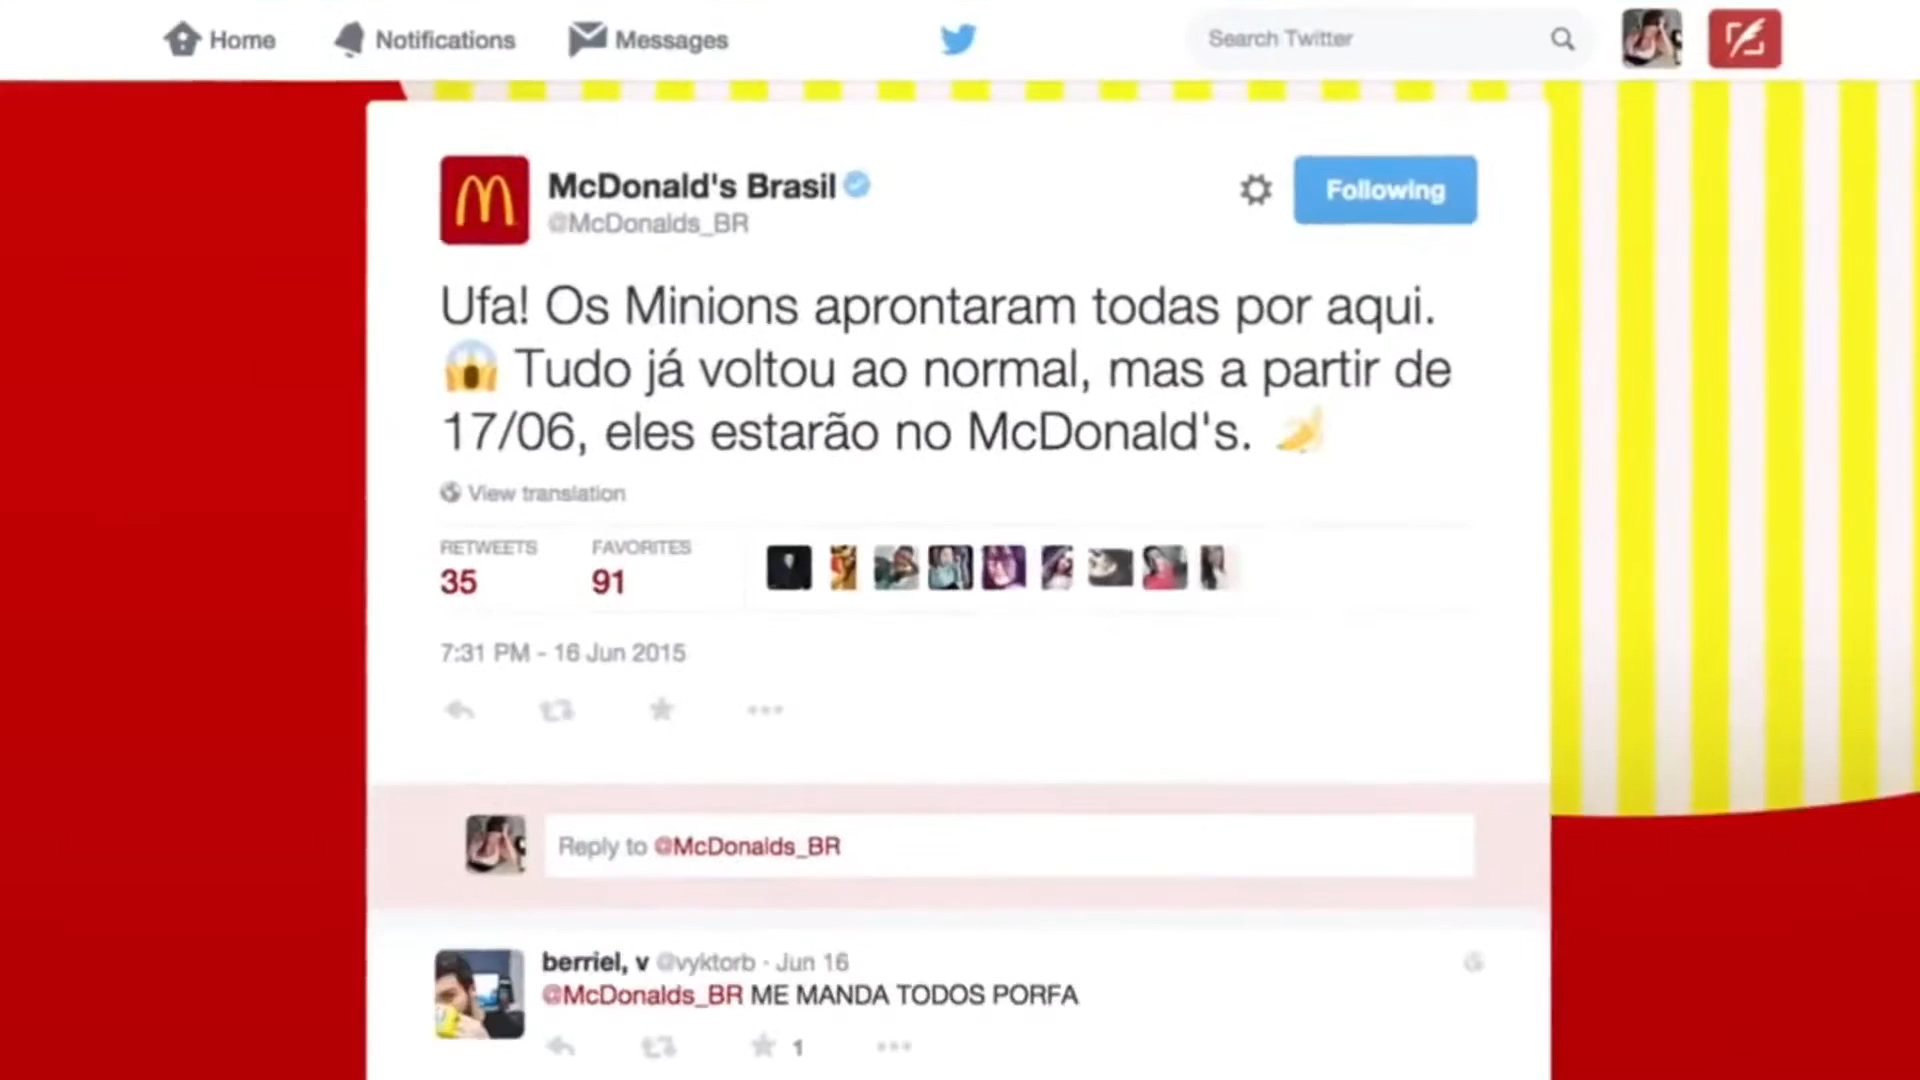 Home Notifications Messages Search Twitter
McDonald's Brasil
@McDonalds_BR
Following
Ufa! Os Minions aprontaram todas por aqui.
😱 Tudo já voltou ao normal, mas a partir de
17/06, eles estarão no McDonald's. 🍌
View translation
RETWEETS FAVORITES
35 91
7:31 PM - 16 Jun 2015
Reply to @McDonalds_BR
berriel, v @vyktorb · Jun 16
@McDonalds_BR ME MANDA TODOS PORFA
1